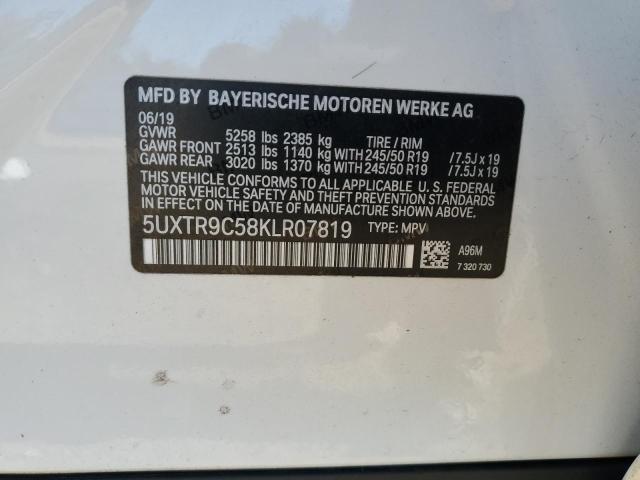 MFD BY BAYERISCHE MOTOREN WERKE AG
06/19
GVWR 5258 lbs 2385 kg TIRE / RIM
GAWR FRONT 2513 lbs 1140 kg WITH 245/50 R19 / 7.5J x 19
GAWR REAR 3020 lbs 1370 kg WITH 245/50 R19 / 7.5J x 19
THIS VEHICLE CONFORMS TO ALL APPLICABLE U. S. FEDERAL
MOTOR VEHICLE SAFETY AND THEFT PREVENTION STANDARDS
IN EFFECT ON THE DATE OF MANUFACTURE SHOWN ABOVE.
5UXTR9C58KLR07819 TYPE: MPV
A96M
7 320 730